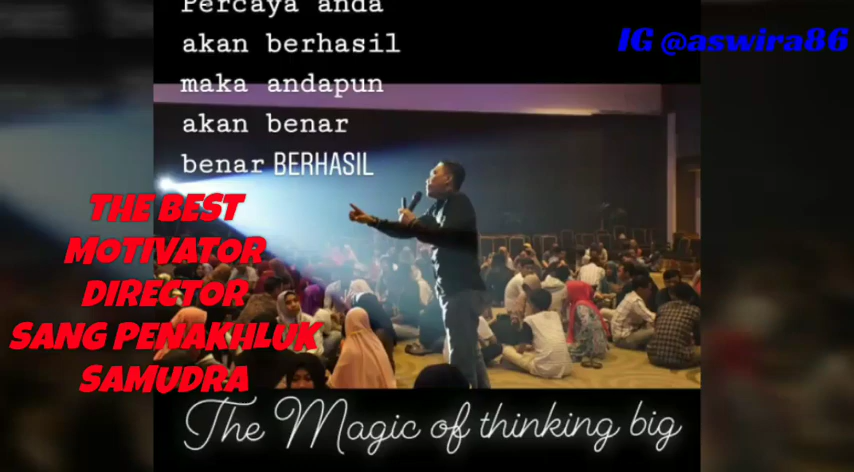 Percaya anda
akan berhasil
maka andapun
akan benar
benar BERHASIL
IG @aswira86
THE BEST
MOTIVATOR
DIRECTOR
SANG PENAKHLUK
SAMUDRA
The Magic of thinking big